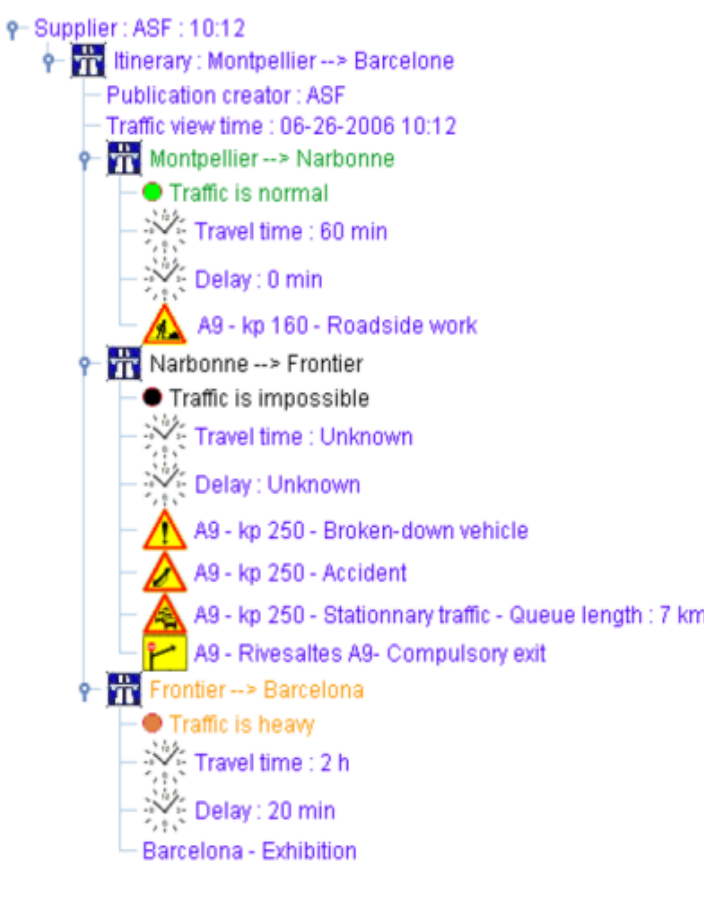 Supplier : ASF : 10:12
Itinerary : Montpellier --> Barcelone
Publication creator : ASF
Traffic view time : 06-26-2006 10:12
Montpellier --> Narbonne
Traffic is normal
Travel time : 60 min
Delay : 0 min
A9 - kp 160 - Roadside work
Narbonne --> Frontier
Traffic is impossible
Travel time : Unknown
Delay : Unknown
A9 - kp 250 - Broken-down vehicle
A9 - kp 250 - Accident
A9 - kp 250 - Stationnary traffic - Queue length : 7 km
A9 - Rivesaltes A9- Compulsory exit
Frontier --> Barcelona
Traffic is heavy
Travel time : 2 h
Delay : 20 min
Barcelona - Exhibition